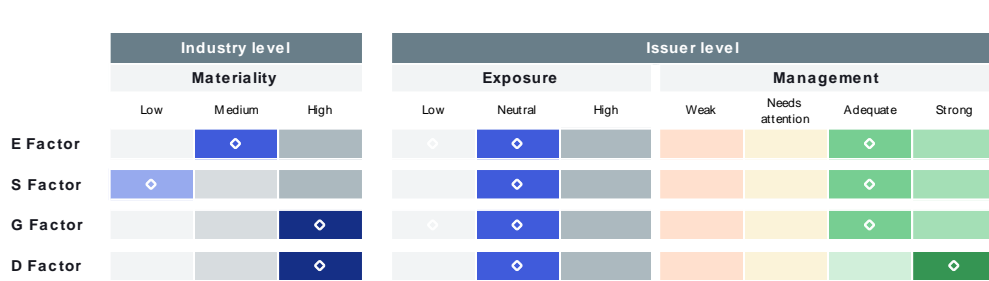 Industry level Issuer level
Materiality Exposure Management
Low Medium High Low Neutral High Weak Needs attention Adequate Strong
E Factor
S Factor
G Factor
D Factor